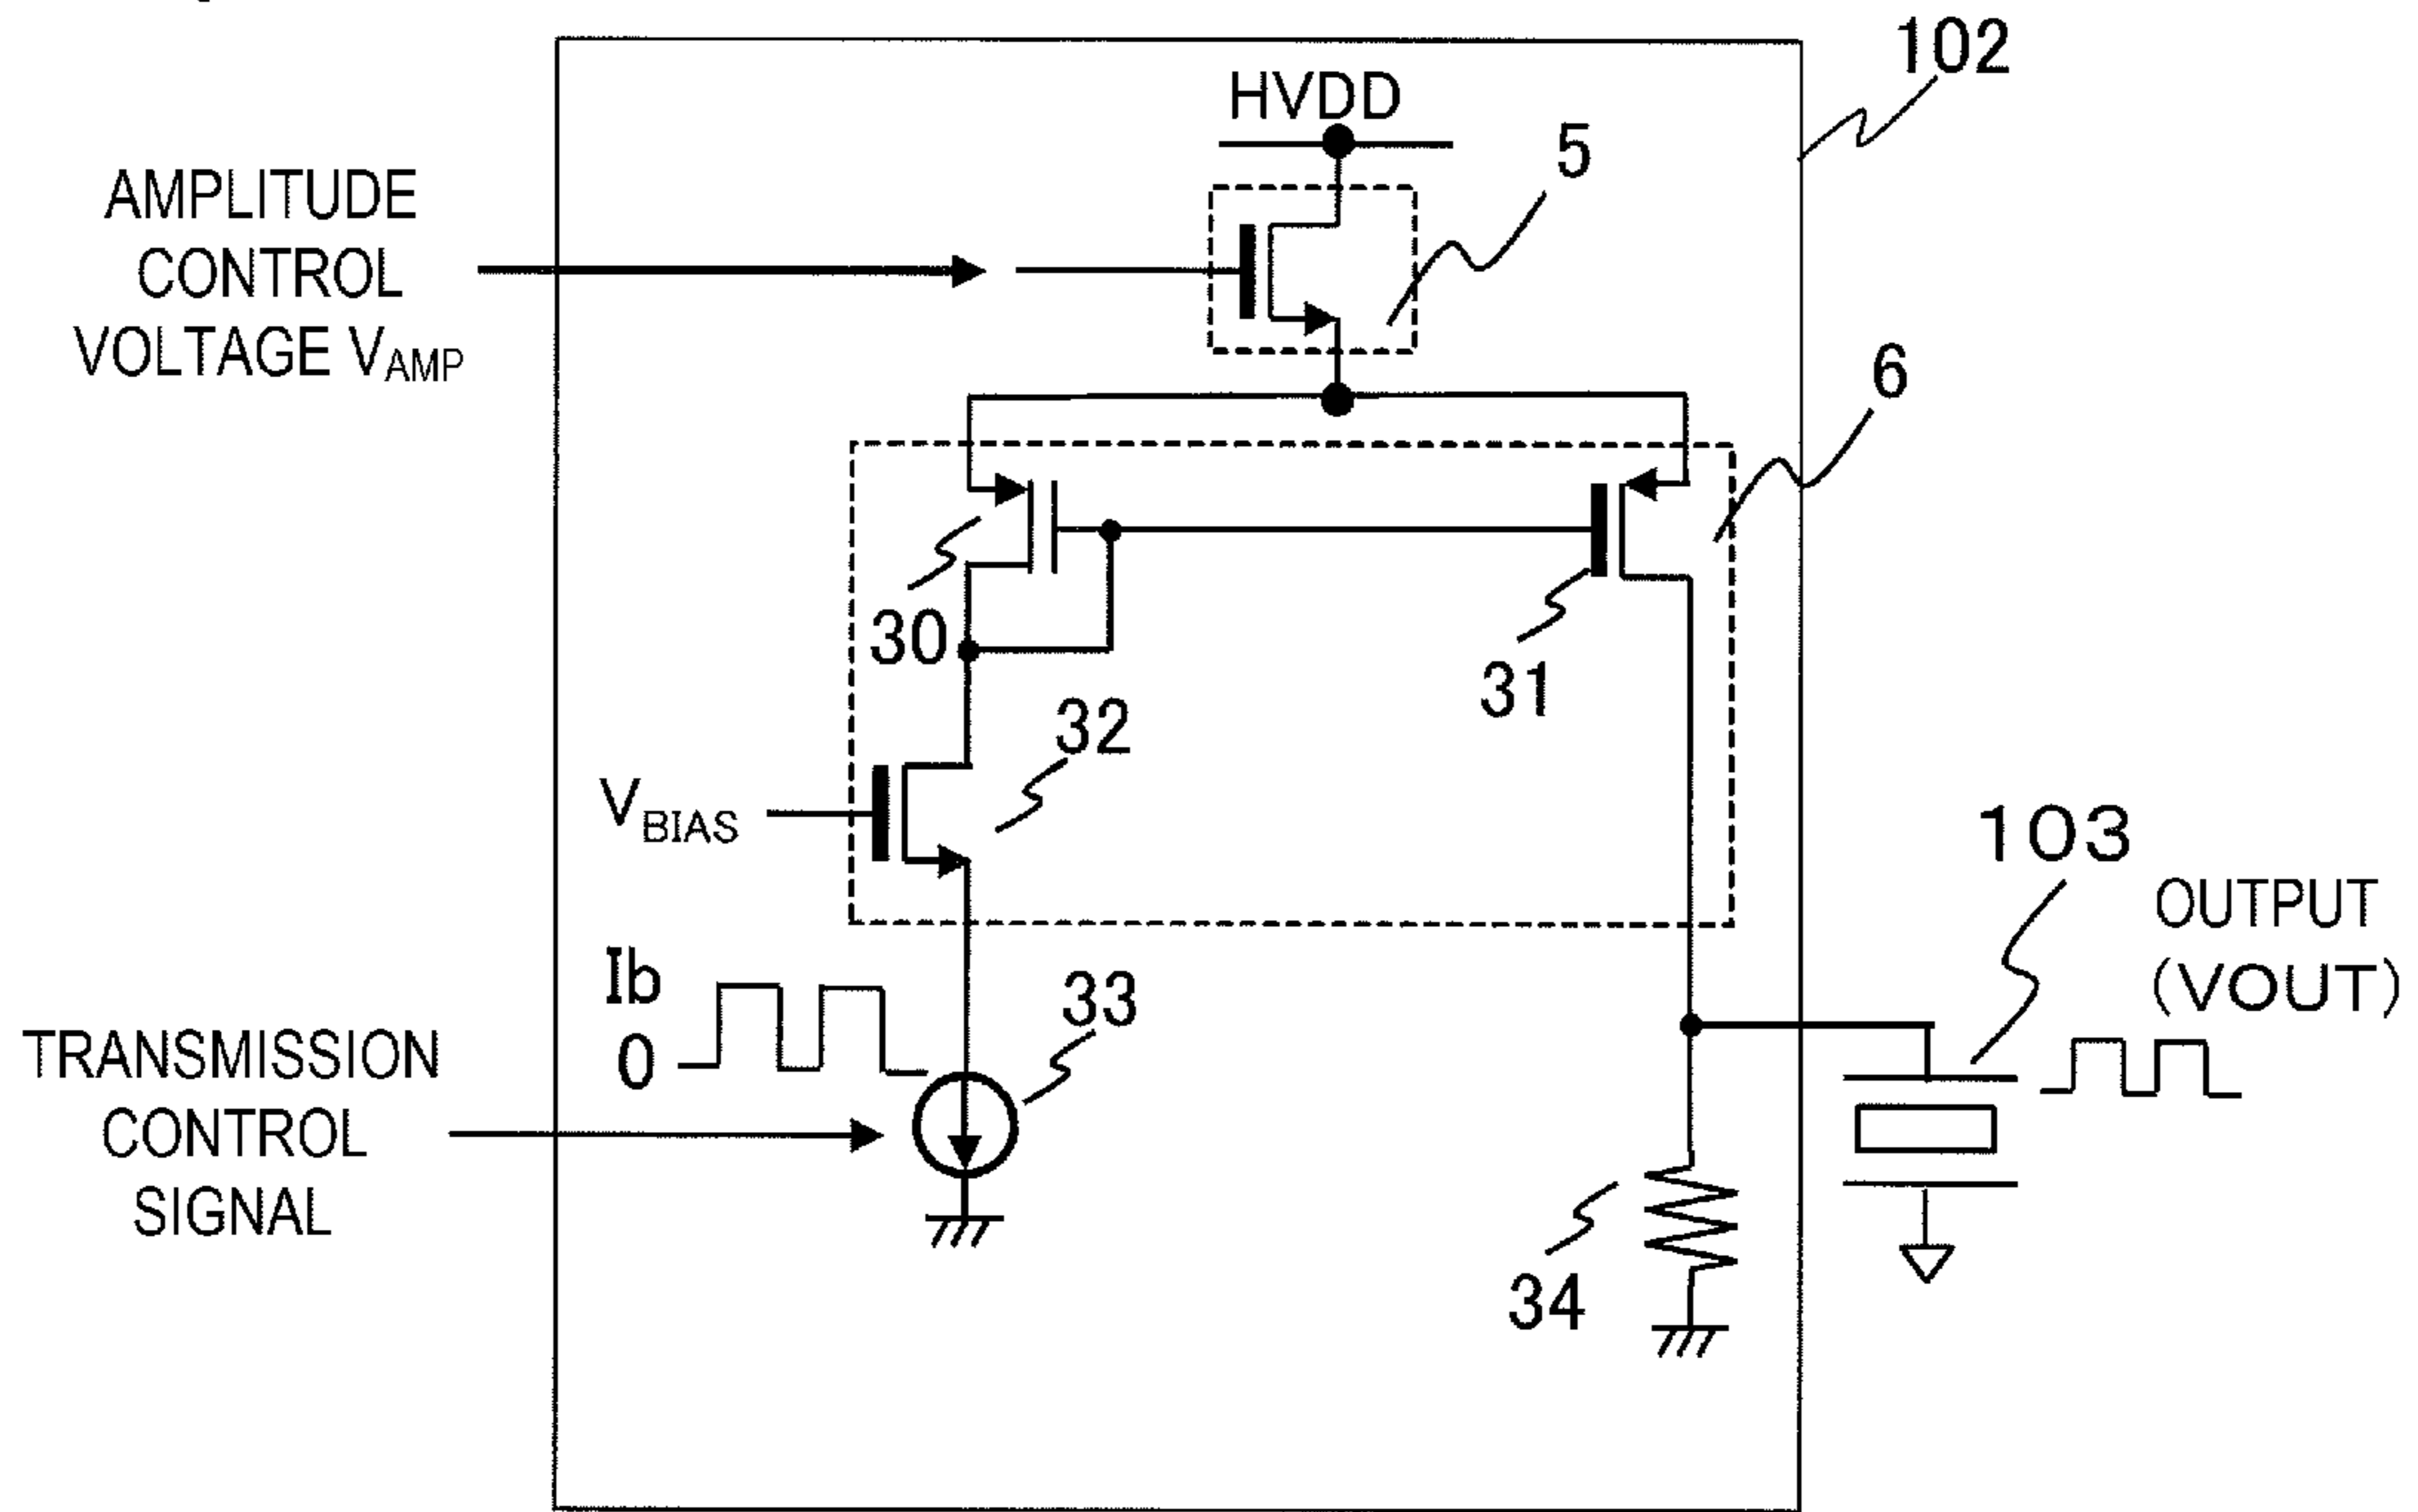 102
HVDD
5
AMPLITUDE
CONTROL
VOLTAGE VAMP
6
30
31
32
VBIAS
103
OUTPUT
(VOUT)
Ib
0
33
TRANSMISSION
CONTROL
SIGNAL
34